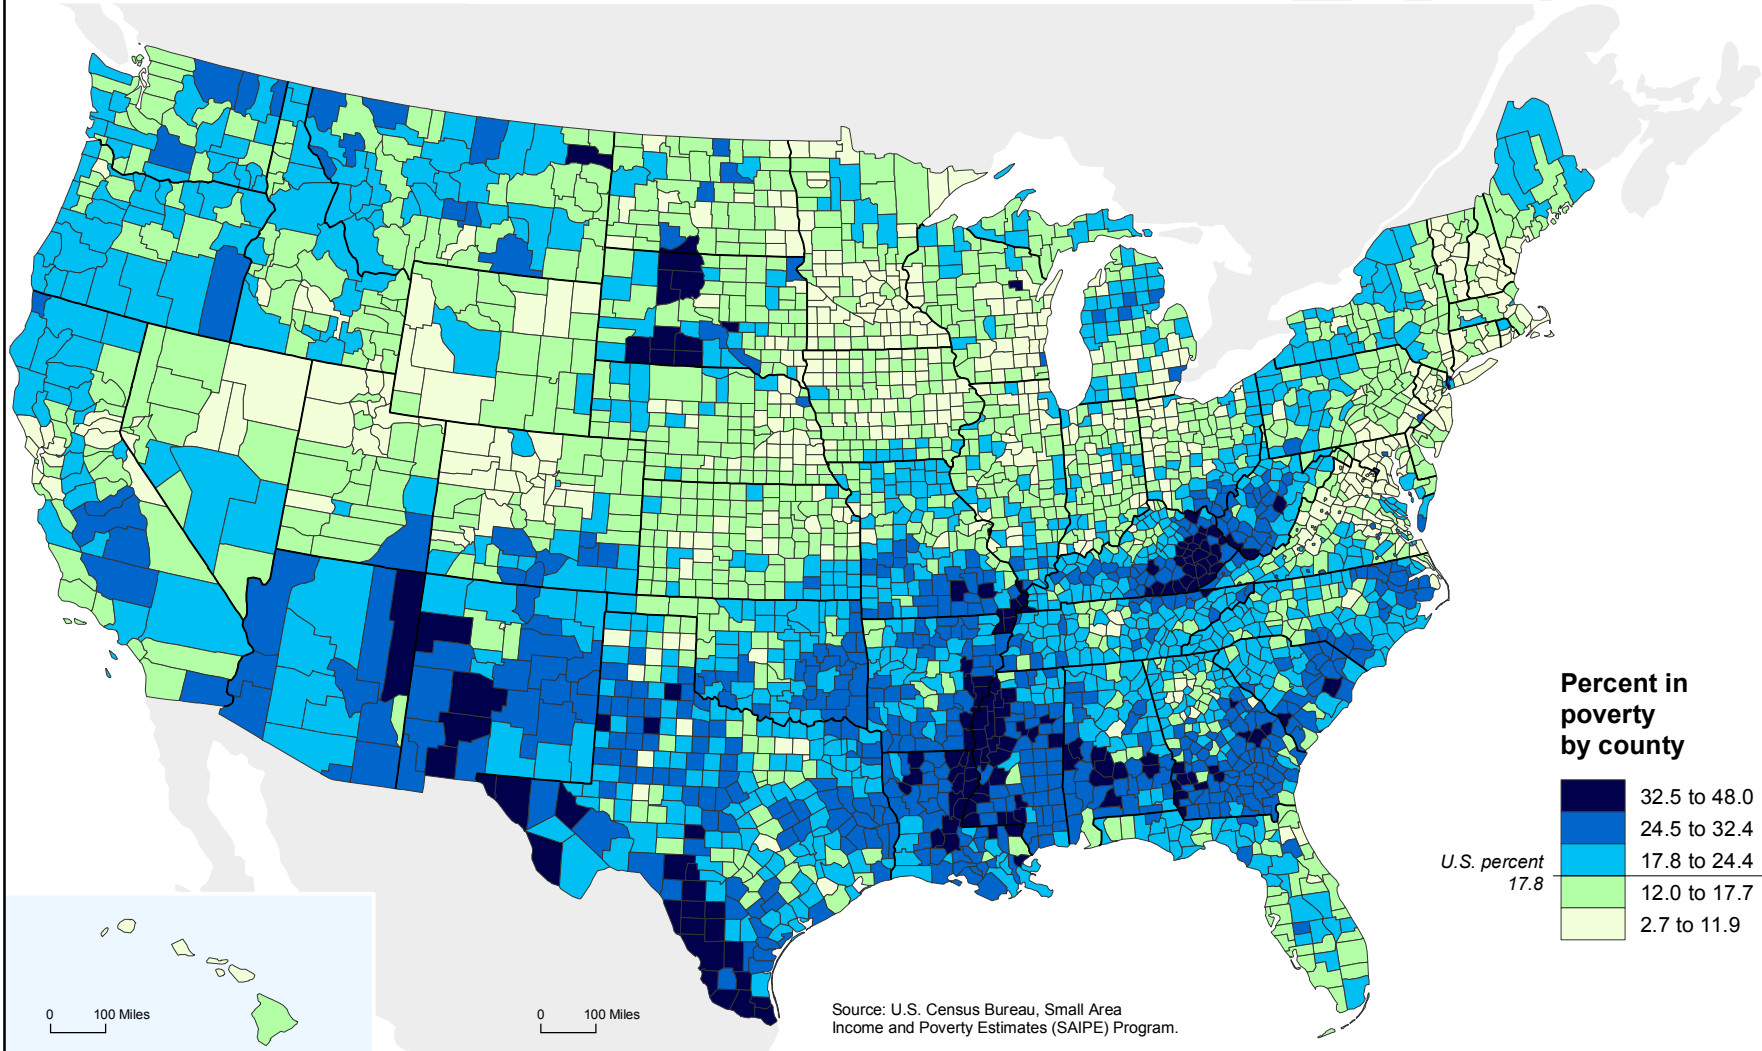 Percent in
poverty
by county
32.5 to 48.0
24.5 to 32.4
17.8 to 24.4
U.S. percent
17.8
12.0 to 17.7
2.7 to 11.9
0 100 Miles
0 100 Miles
Source: U.S. Census Bureau, Small Area
Income and Poverty Estimates (SAIPE) Program.